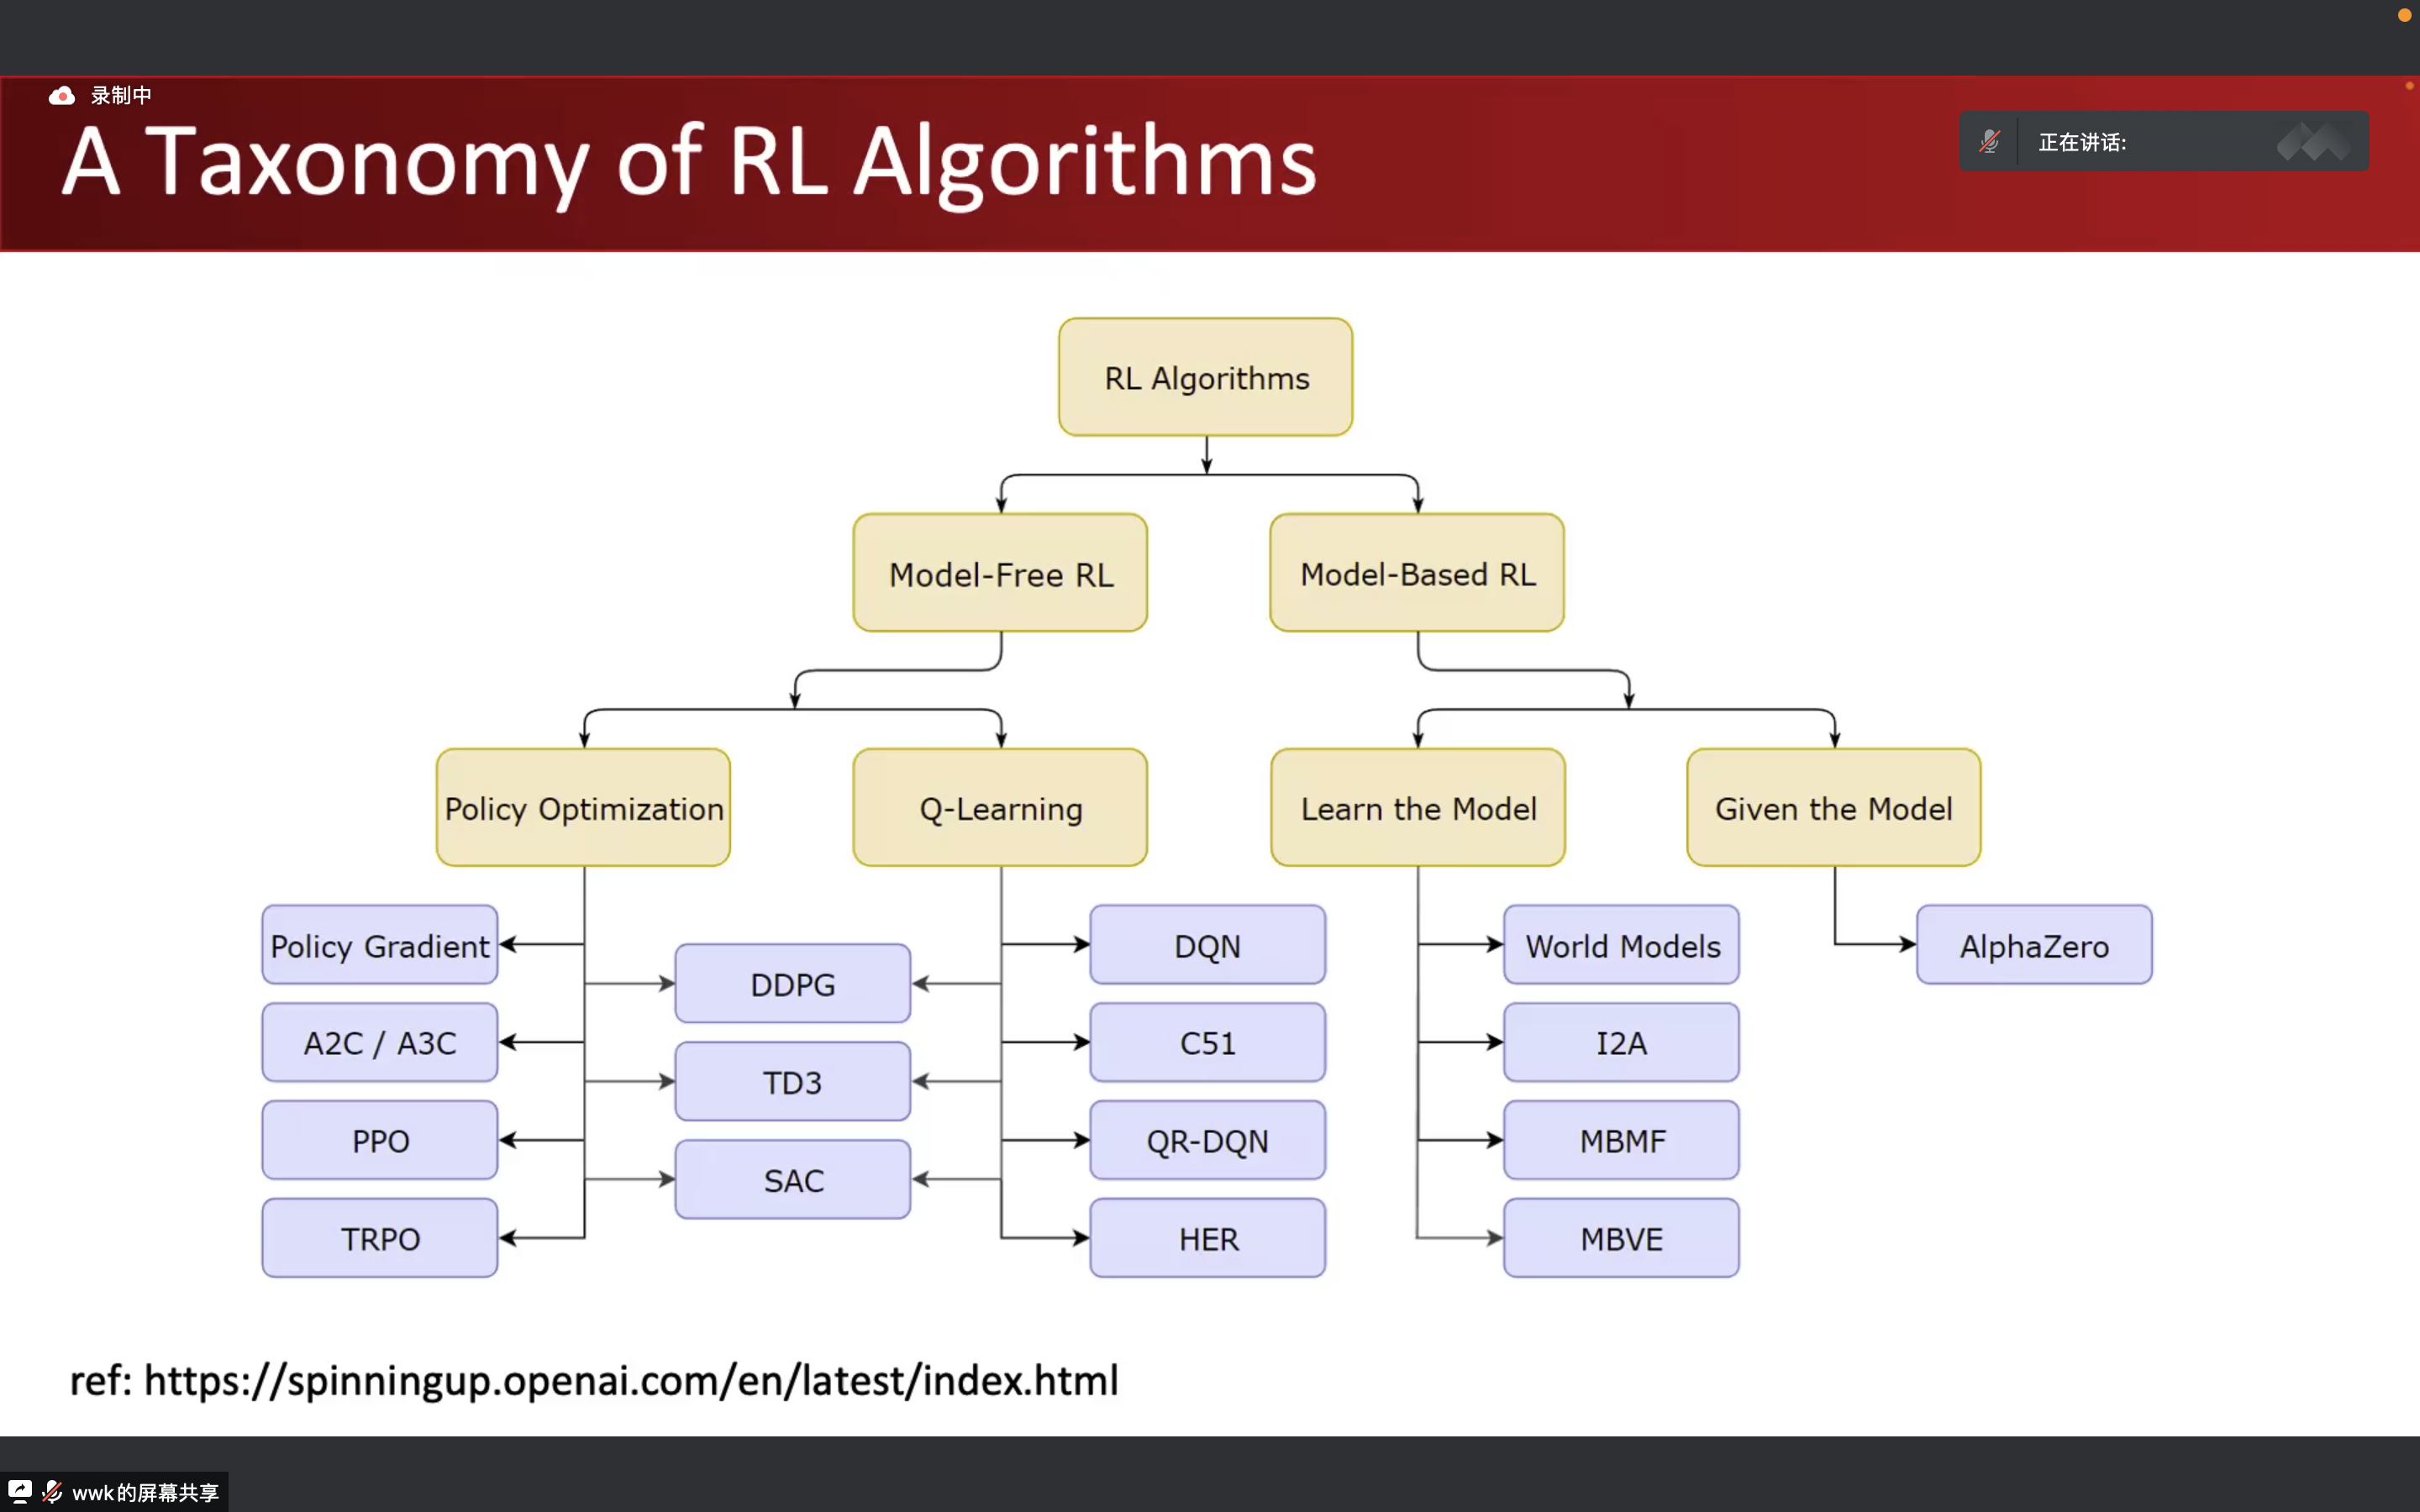 录制中
A Taxonomy of RL Algorithms
正在讲话:
RL Algorithms
Model-Free RL
Model-Based RL
Policy Optimization
Q-Learning
Learn the Model
Given the Model
Policy Gradient
DDPG
DQN
World Models
AlphaZero
A2C / A3C
TD3
C51
I2A
PPO
SAC
QR-DQN
MBMF
TRPO
HER
MBVE
ref: https://spinningup.openai.com/en/latest/index.html
wwk的屏幕共享